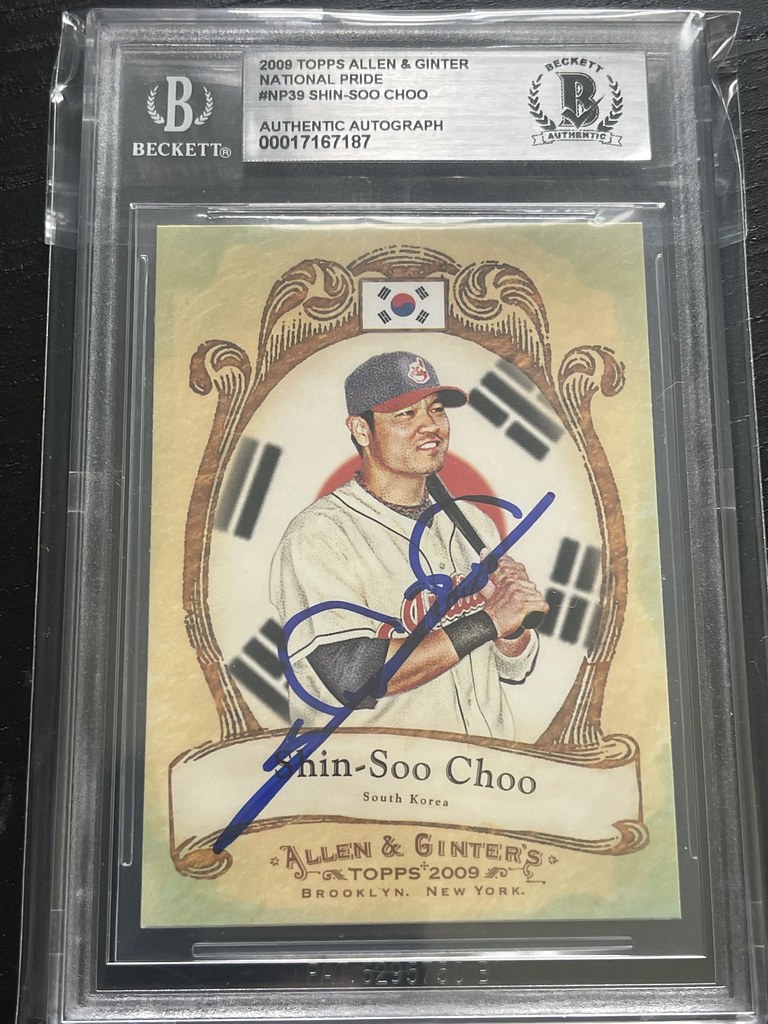 2009 TOPPS ALLEN & GINTER
NATIONAL PRIDE
#NP39 SHIN-SOO CHOO
AUTHENTIC AUTOGRAPH
00017167187
B
BECKETT®
BECKETT
B
AUTHENTIC
Shin-Soo Choo
South Korea
ALLEN & GINTER'S
TOPPS 2009
BROOKLYN. NEW YORK.